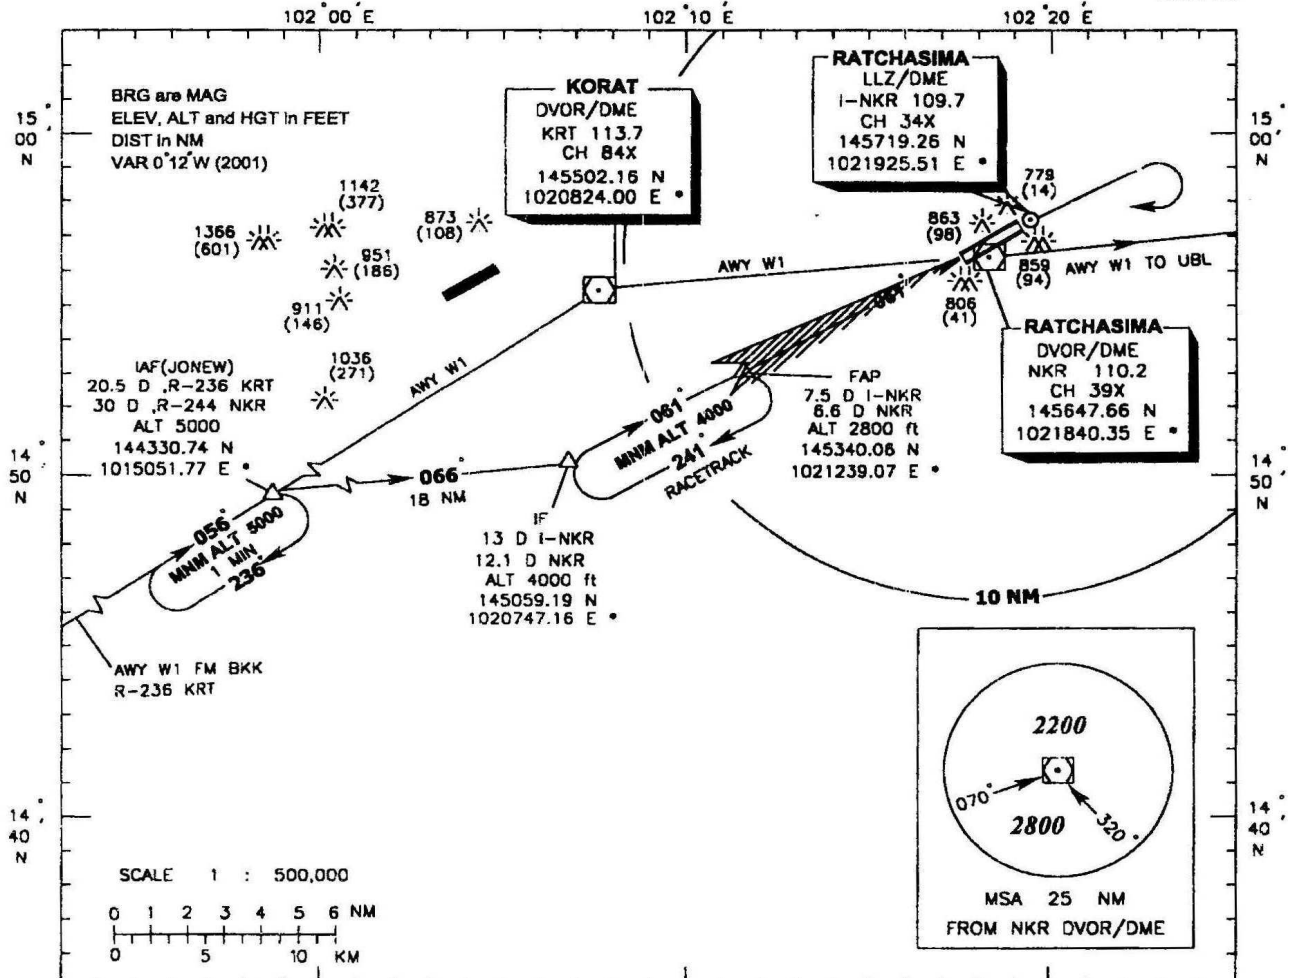 102°00' E
102°10' E
102°20' E
BRG are MAG
ELEV, ALT and HGT in FEET
DIST in NM
VAR 0°12'W (2001)
15°
00'
N
15°
00'
N
KORAT
DVOR/DME
KRT 113.7
CH 84X
145502.16 N
1020824.00 E *
RATCHASIMA
LLZ/DME
I-NKR 109.7
CH 34X
145719.26 N
1021925.51 E *
1142
(377)
1366
(601)
951
(186)
911
(146)
1036
(271)
873
(108)
863
(98)
779
(14)
859
(94)
806
(41)
AWY W1
AWY W1 TO UBL
AWY W1
061°
RATCHASIMA
DVOR/DME
NKR 110.2
CH 39X
145647.66 N
1021840.35 E *
IAF(JONEW)
20.5 D ,R-236 KRT
30 D ,R-244 NKR
ALT 5000
144330.74 N
1015051.77 E *
FAP
7.5 D I-NKR
6.6 D NKR
ALT 2800 ft
145340.06 N
1021239.07 E *
061°
MNM ALT 4000
241°
RACETRACK
14°
50'
N
14°
50'
N
066°
18 NM
056°
MNM ALT 5000
1 MIN
236°
IF
13 D I-NKR
12.1 D NKR
ALT 4000 ft
145059.19 N
1020747.16 E *
10 NM
AWY W1 FM BKK
R-236 KRT
2200
070°
2800
320°
MSA 25 NM
FROM NKR DVOR/DME
14°
40'
N
14°
40'
N
SCALE 1 : 500,000
0 1 2 3 4 5 6 NM
0 5 10 KM